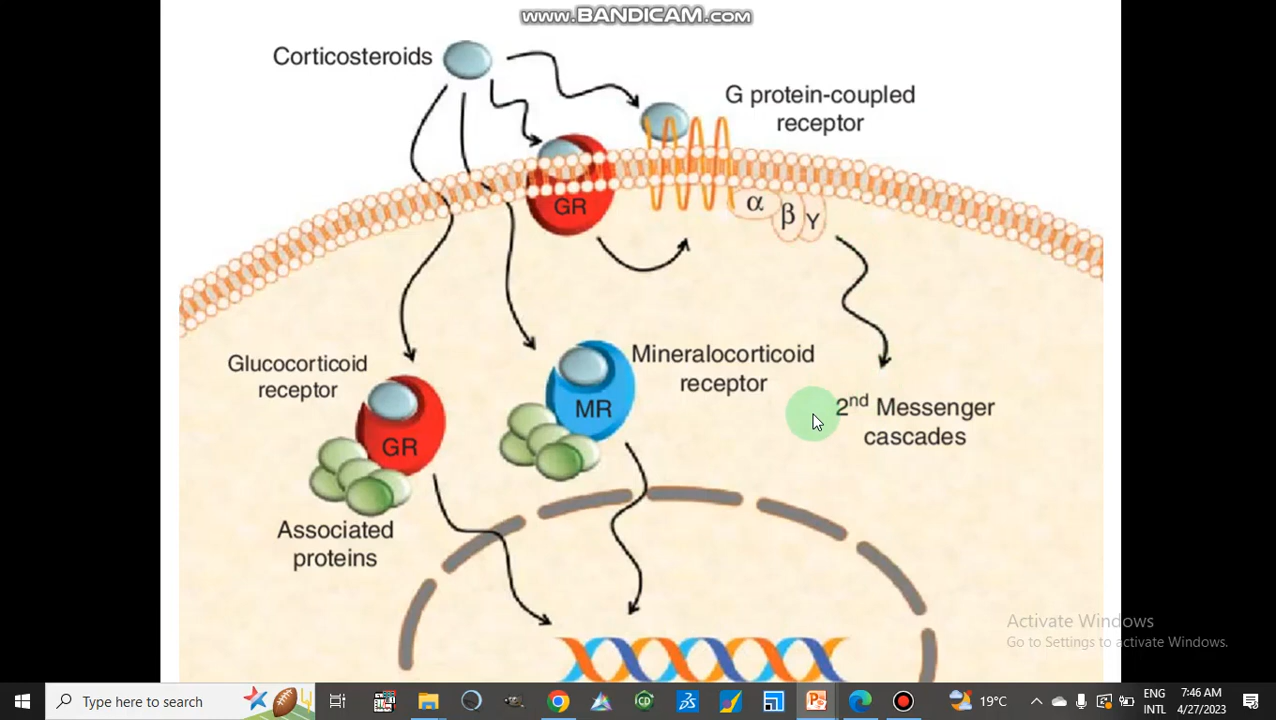 www.BANDICAM.com
Corticosteroids
G protein-coupled
receptor
GR
α
β
γ
Glucocorticoid
receptor
Mineralocorticoid
receptor
2nd Messenger
cascades
MR
GR
Associated
proteins
Activate Windows
Go to Settings to activate Windows.
Type here to search
19°C
ENG
INTL
7:46 AM
4/27/2023